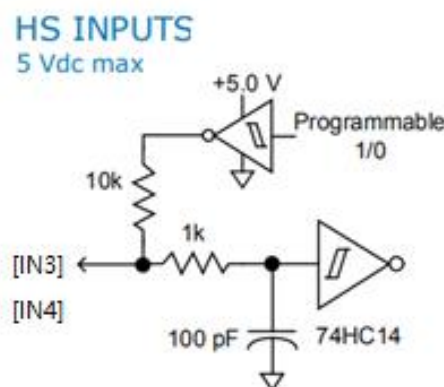 HS INPUTS
5 Vdc max
+5.0 V
Programmable
1/0
10k
1k
[IN3]
[IN4]
100 pF
74HC14